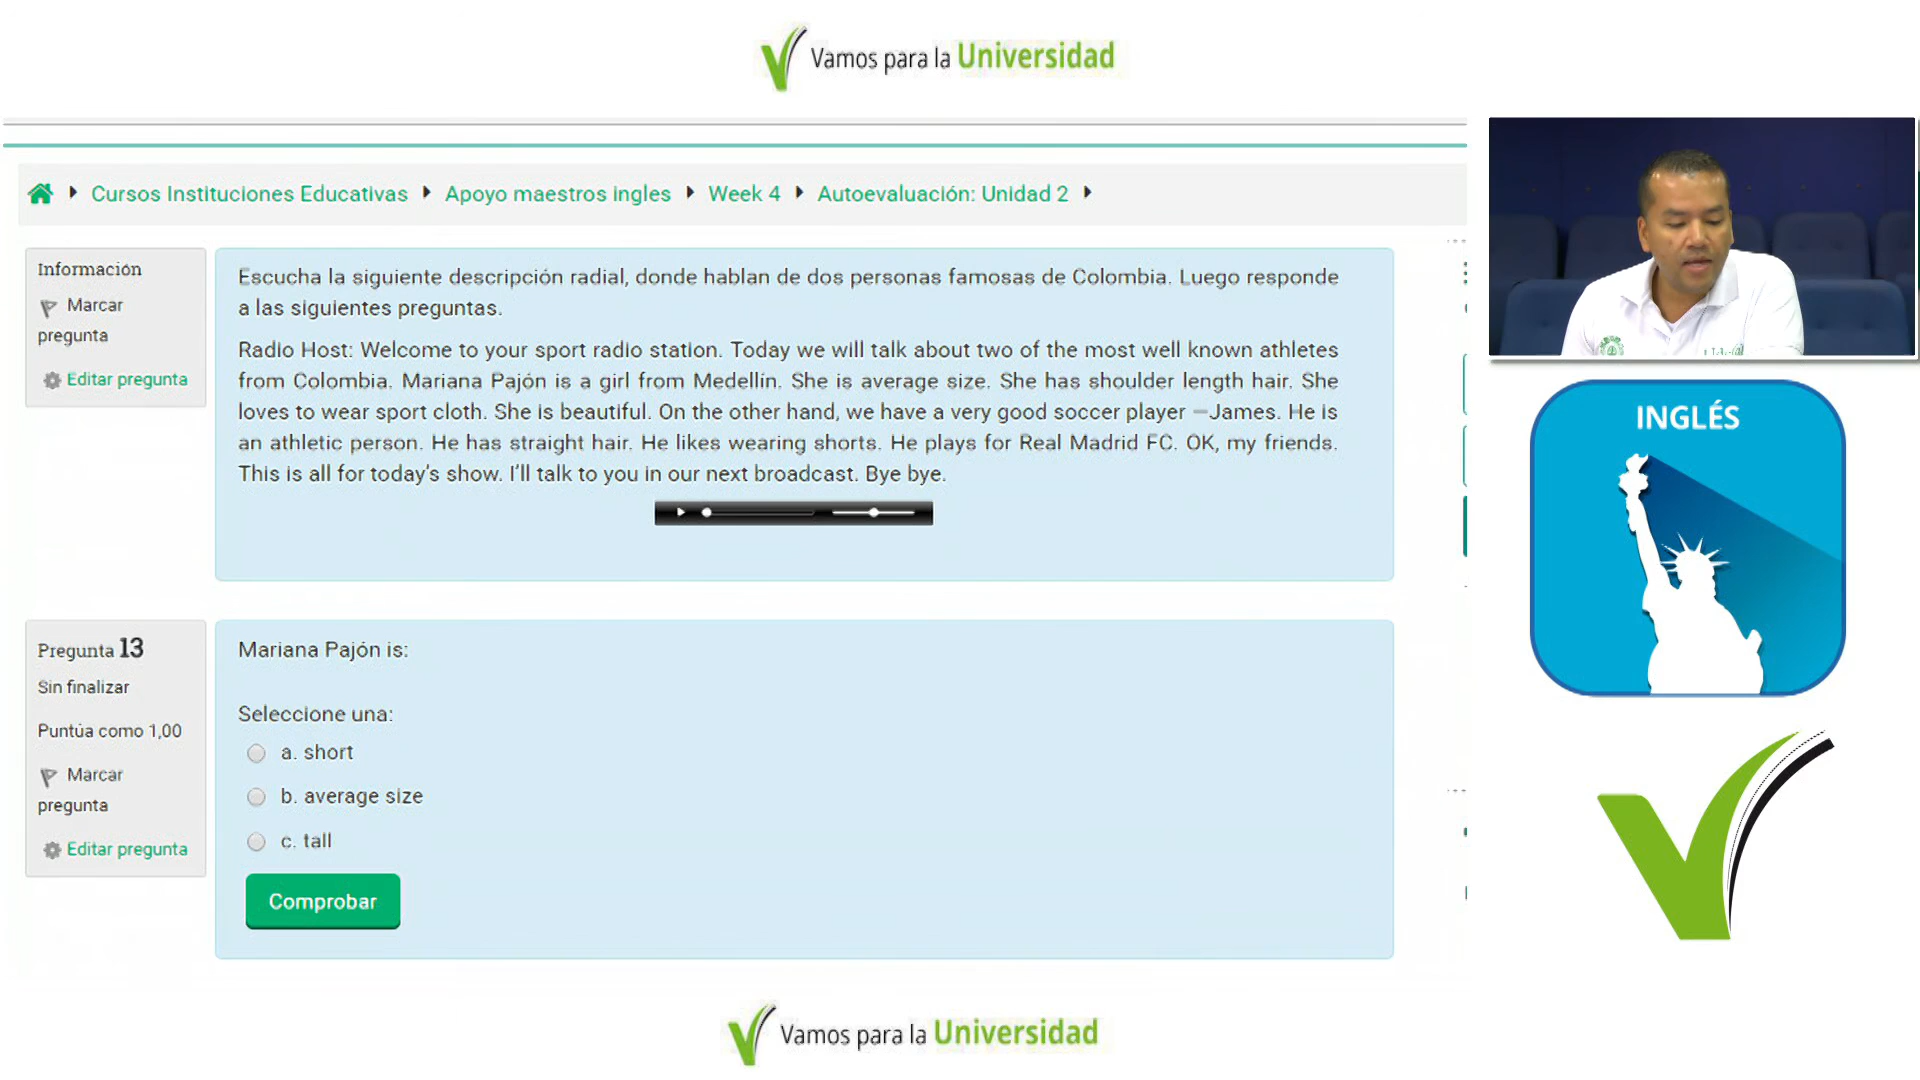 Vamos para la Universidad
Cursos Instituciones Educativas Apoyo maestros ingles Week 4 Autoevaluación: Unidad 2
Información
Marcar
pregunta
Editar pregunta
Escucha la siguiente descripción radial, donde hablan de dos personas famosas de Colombia. Luego responde
a las siguientes preguntas.
Radio Host: Welcome to your sport radio station. Today we will talk about two of the most well known athletes
from Colombia. Mariana Pajón is a girl from Medellín. She is average size. She has shoulder length hair. She
loves to wear sport cloth. She is beautiful. On the other hand, we have a very good soccer player —James. He is
an athletic person. He has straight hair. He likes wearing shorts. He plays for Real Madrid FC. OK, my friends.
This is all for today's show. I'll talk to you in our next broadcast. Bye bye.
Pregunta 13
Sin finalizar
Puntúa como 1,00
Marcar
pregunta
Editar pregunta
Mariana Pajón is:
Seleccione una:
a. short
b. average size
c. tall
Comprobar
INGLÉS
Vamos para la Universidad